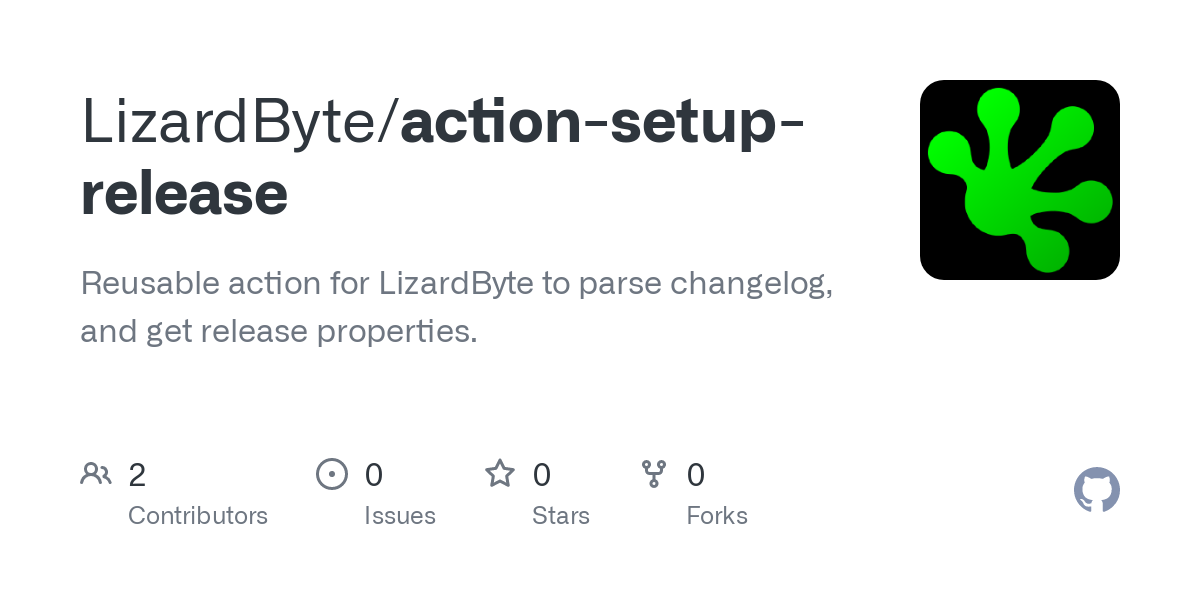 LizardByte/action-setup-
release
Reusable action for LizardByte to parse changelog,
and get release properties.
2
Contributors
0
Issues
0
Stars
0
Forks